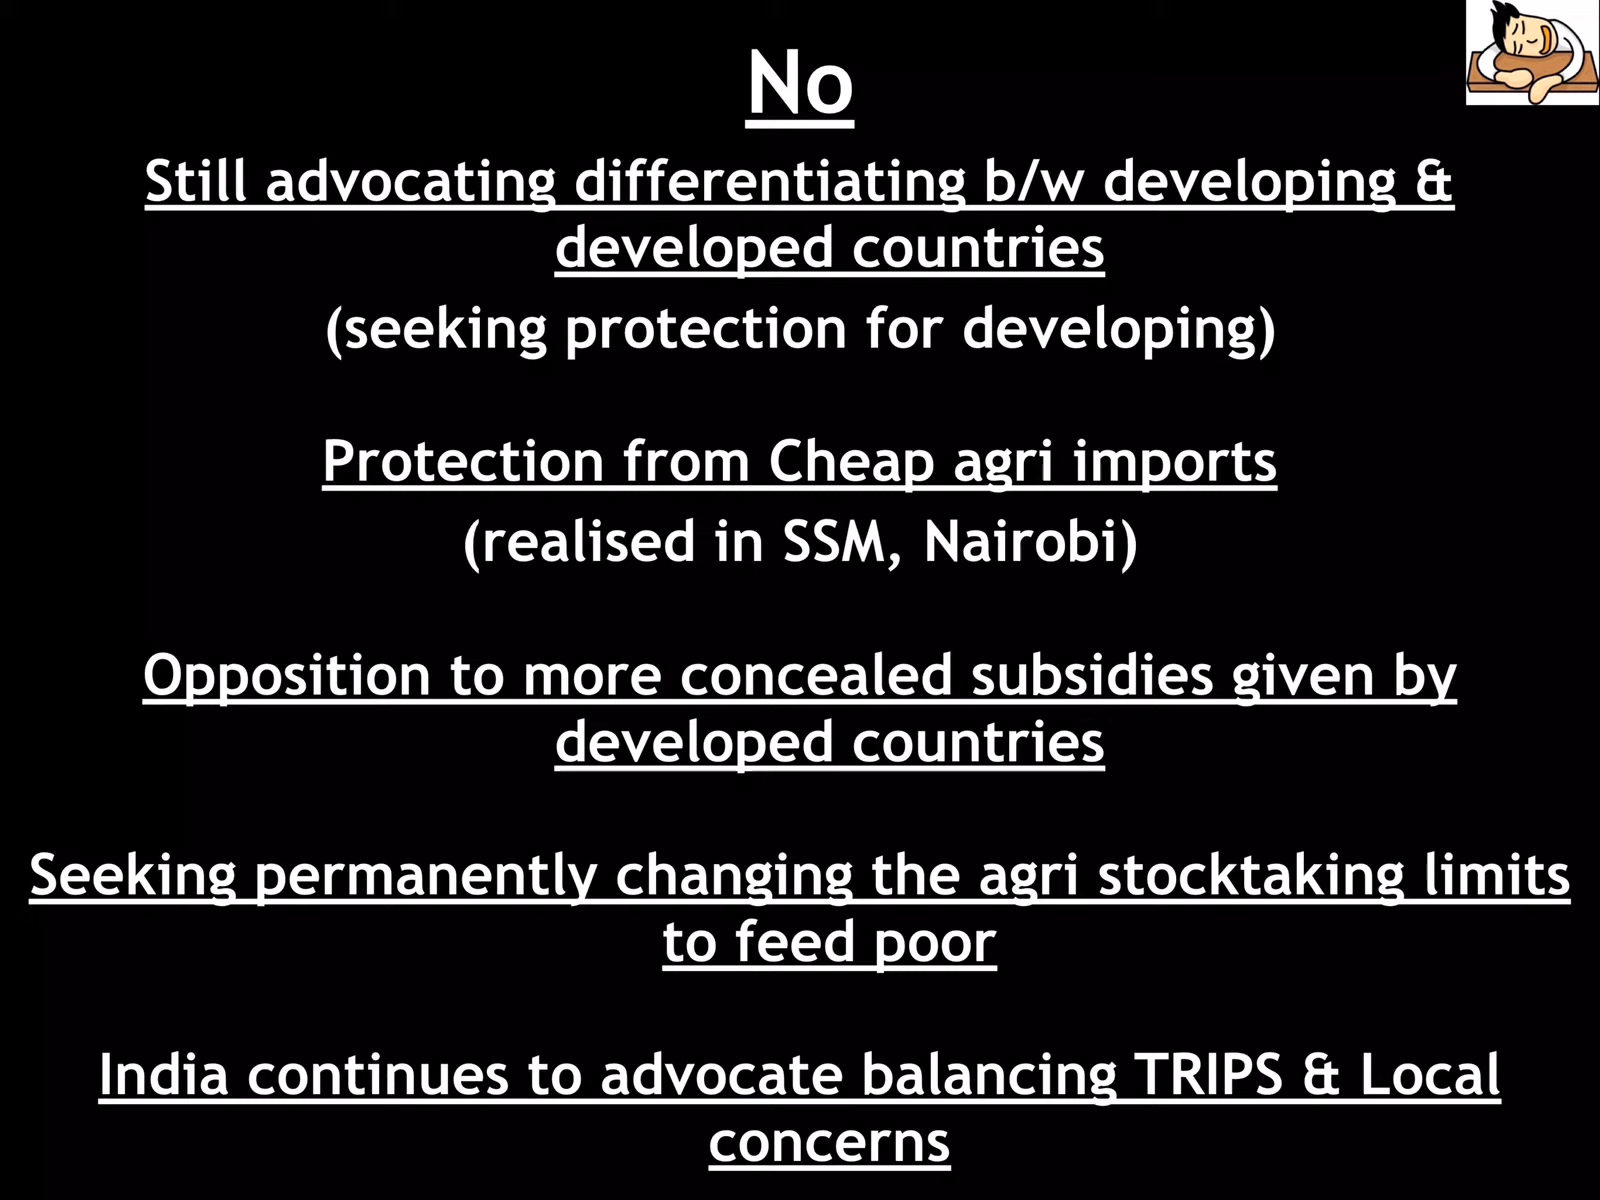 No
Still advocating differentiating b/w developing &
developed countries
(seeking protection for developing)
Protection from Cheap agri imports
(realised in SSM, Nairobi)
Opposition to more concealed subsidies given by
developed countries
Seeking permanently changing the agri stocktaking limits
to feed poor
India continues to advocate balancing TRIPS & Local
concerns